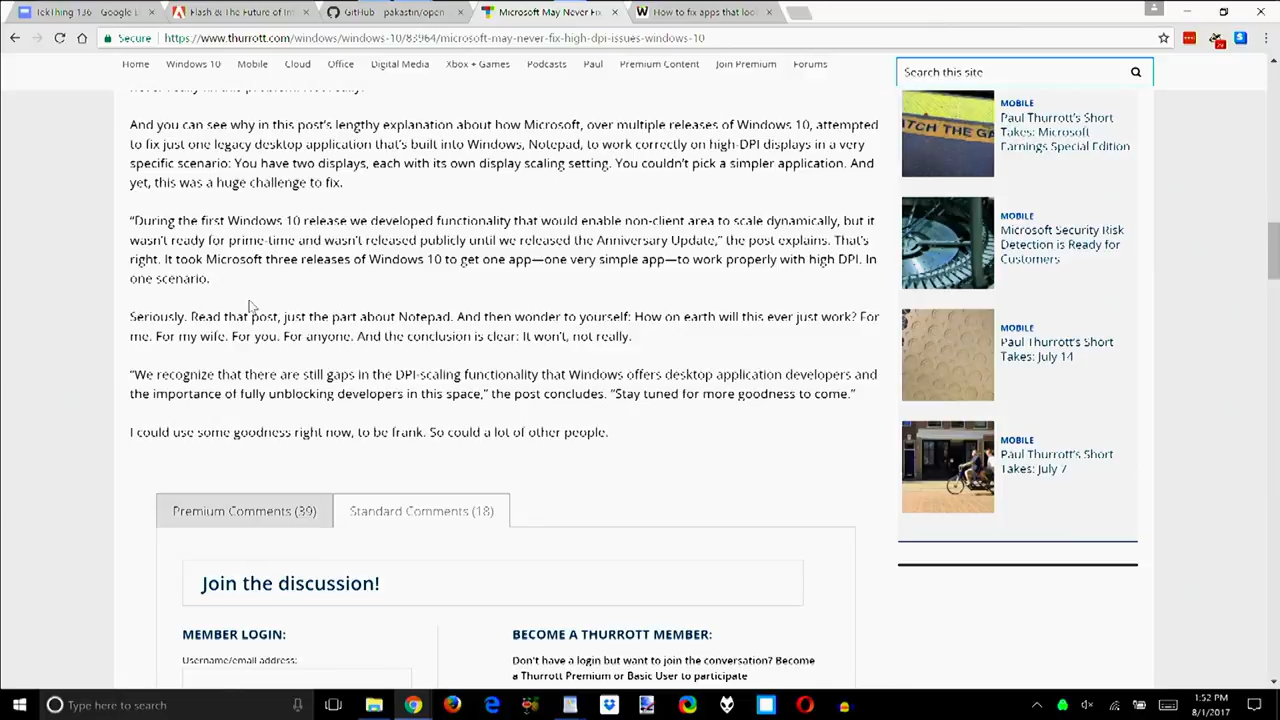 TekThing 136 - Google
Flash & The Future of In
GitHub - pakastin/open
Microsoft May Never Fix
How to fix apps that loo
Secure
https://www.thurrott.com/windows/windows-10/83964/microsoft-may-never-fix-high-dpi-issues-windows-10
Home Windows 10 Mobile Cloud Office Digital Media Xbox + Games Podcasts Paul Premium Content Join Premium Forums
Search this site
And you can see why in this post's lengthy explanation about how Microsoft, over multiple releases of Windows 10, attempted
to fix just one legacy desktop application that's built into Windows, Notepad, to work correctly on high-DPI displays in a very
specific scenario: You have two displays, each with its own display scaling setting. You couldn't pick a simpler application. And
yet, this was a huge challenge to fix.
“During the first Windows 10 release we developed functionality that would enable non-client area to scale dynamically, but it
wasn't ready for prime-time and wasn't released publicly until we released the Anniversary Update,” the post explains. That's
right. It took Microsoft three releases of Windows 10 to get one app—one very simple app—to work properly with high DPI. In
one scenario.
Seriously. Read that post, just the part about Notepad. And then wonder to yourself: How on earth will this ever just work? For
me. For my wife. For you. For anyone. And the conclusion is clear: It won't, not really.
“We recognize that there are still gaps in the DPI-scaling functionality that Windows offers desktop application developers and
the importance of fully unblocking developers in this space,” the post concludes. “Stay tuned for more goodness to come.”
I could use some goodness right now, to be frank. So could a lot of other people.
Premium Comments (39)
Standard Comments (18)
Join the discussion!
MEMBER LOGIN:
Username/email address:
BECOME A THURROTT MEMBER:
Don't have a login but want to join the conversation? Become
a Thurrott Premium or Basic User to participate
MOBILE
Paul Thurrott's Short
Takes: Microsoft
Earnings Special Edition
MOBILE
Microsoft Security Risk
Detection is Ready for
Customers
MOBILE
Paul Thurrott's Short
Takes: July 14
MOBILE
Paul Thurrott's Short
Takes: July 7
Type here to search
1:52 PM
8/1/2017